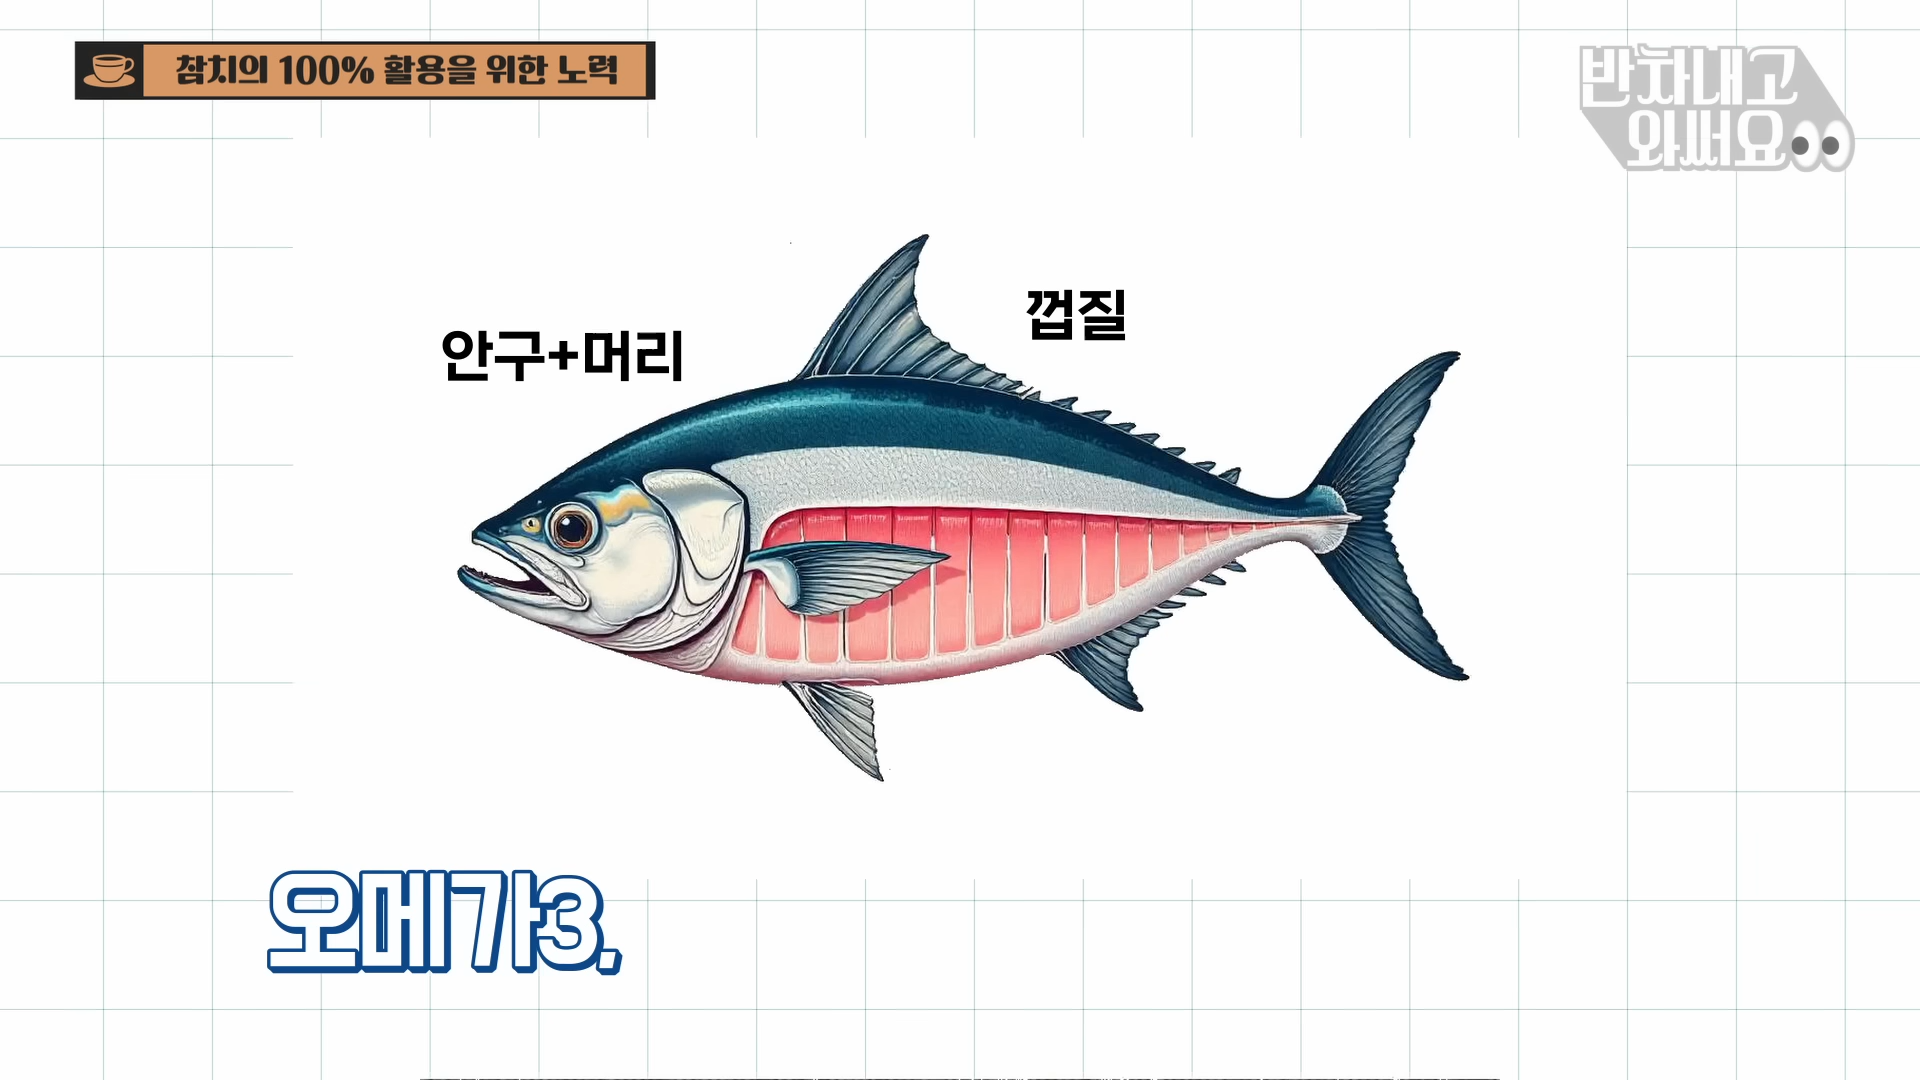 참치의 100% 활용을 위한 노력
반차내고
와써요
껍질
안구+머리
오메가3,